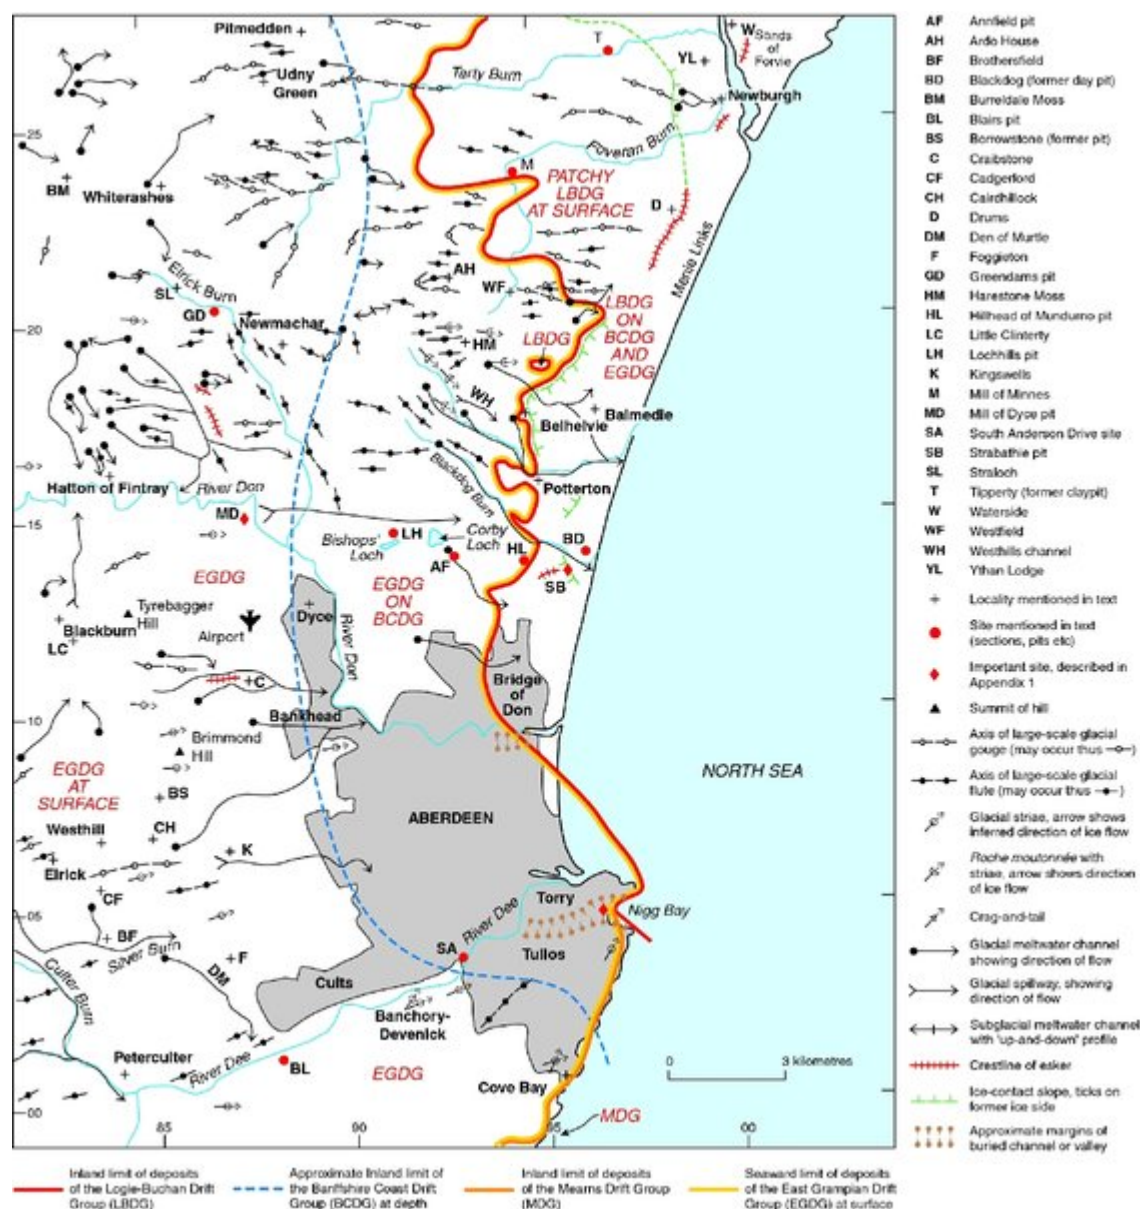 Pitmedden
Udny
Green
Tarty Burn
T
YL
W
Sands
of
Forvie
Newburgh
25
BM
Whiterashes
Foveran Burn
M
PATCHY
LBDG
AT SURFACE
D
Menie Links
Elrick Burn
SL
GD
Newmachar
AH
WF
LBDG
ON
BCDG
AND
EGDG
20
HM
LBDG
WH
Belhelvie
Balmedie
Hatton of Fintray
River Don
Blackdog Burn
Potterton
15
MD
LH
Bishops'
Loch
Corby
Loch
AF
HL
BD
SB
EGDG
EGDG
ON
BCDG
Tyrebagger
Hill
Blackburn
LC
Airport
Dyce
River Don
C
Bankhead
Bridge
of
Don
10
Brimmond
Hill
EGDG
AT
SURFACE
BS
NORTH SEA
Westhill
CH
ABERDEEN
Elrick
K
CF
05
BF
Silver Burn
F
DM
Torry
Nigg Bay
River Dee
SA
Tullos
Cults
Culter Burn
Banchory-
Devenick
Peterculter
River Dee
BL
EGDG
Cove Bay
0
3 kilometres
MDG
00
85
90
95
00
AF Annfield pit
AH Ardo House
BF Brothersfield
BD Blackdog (former day pit)
BM Burreldale Moss
BL Blairs pit
BS Borrowstone (former pit)
C Craibstone
CF Cadgerford
CH Cairdhillock
D Drums
DM Den of Murtle
F Foggieton
GD Greendams pit
HM Harestone Moss
HL Hillhead of Mundurno pit
LC Little Clinterty
LH Lochhills pit
K Kingswells
M Mill of Minnes
MD Mill of Dyce pit
SA South Anderson Drive site
SB Strabathie pit
SL Straloch
T Tipperty (former claypit)
W Waterside
WF Westfield
WH Westhills channel
YL Ythan Lodge
Locality mentioned in text
Site mentioned in text
(sections, pits etc)
Important site, described in
Appendix 1
Summit of hill
Axis of large-scale glacial
gouge (may occur thus )
Axis of large-scale glacial
flute (may occur thus )
Glacial striae, arrow shows
inferred direction of ice flow
Roche moutonnée with
striae, arrow shows direction
of ice flow
Crag-and-tail
Glacial meltwater channel
showing direction of flow
Glacial spillway, showing
direction of flow
Subglacial meltwater channel
with 'up-and-down' profile
Crestline of esker
Ice-contact slope, ticks on
former ice side
Approximate margins of
buried channel or valley
Inland limit of deposits
of the Logie-Buchan Drift
Group (LBDG)
Approximate Inland limit of
the Banffshire Coast Drift
Group (BCDG) at depth
Inland limit of deposits
of the Mearns Drift Group
(MDG)
Seaward limit of deposits
of the East Grampian Drift
Group (EGDG) at surface